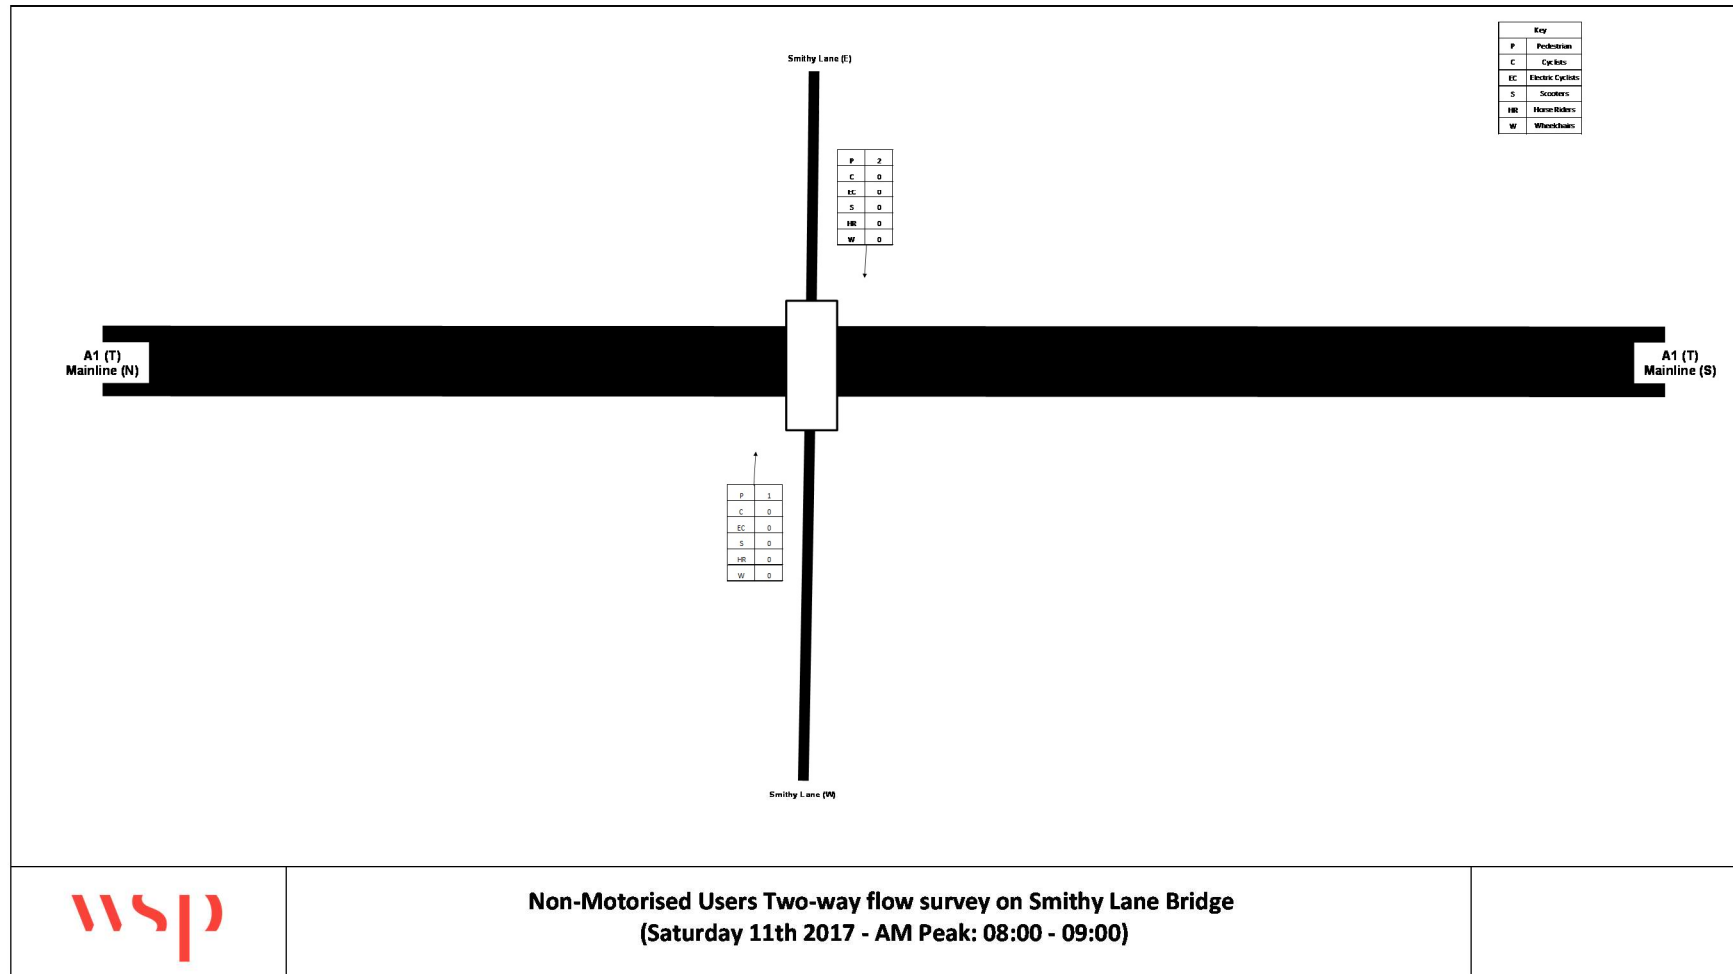 Key
P Pedestrian
C Cyclists
EC Electric Cyclists
S Scooters
HR Horse Riders
W Wheelchairs
Smithy Lane (E)
P 2
C 0
EC 0
S 0
HR 0
W 0
A1 (T)
Mainline (N)
A1 (T)
Mainline (S)
P 1
C 0
EC 0
S 0
HR 0
W 0
Smithy Lane (W)
wsp
Non-Motorised Users Two-way flow survey on Smithy Lane Bridge
(Saturday 11th 2017 - AM Peak: 08:00 - 09:00)